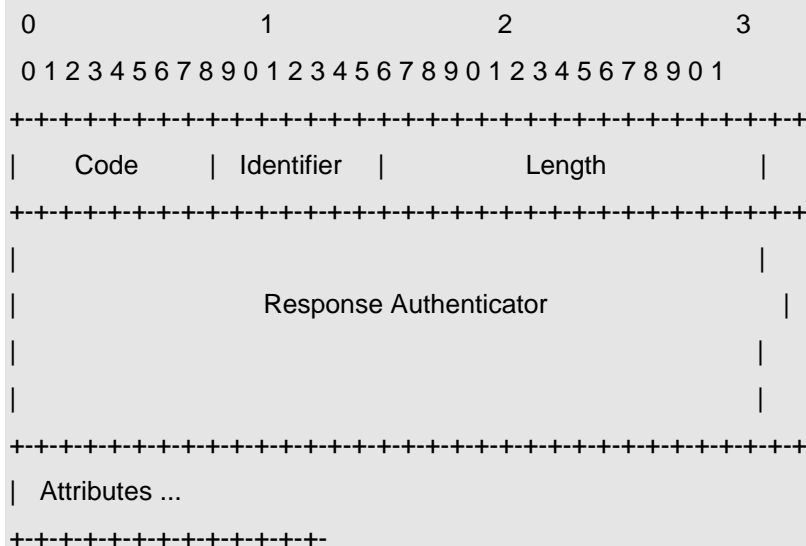 0 1 2 3
0 1 2 3 4 5 6 7 8 9 0 1 2 3 4 5 6 7 8 9 0 1 2 3 4 5 6 7 8 9 0 1
+-+-+-+-+-+-+-+-+-+-+-+-+-+-+-+-+-+-+-+-+-+-+-+-+-+-+-+-+-+-+-+-+
| Code | Identifier | Length |
+-+-+-+-+-+-+-+-+-+-+-+-+-+-+-+-+-+-+-+-+-+-+-+-+-+-+-+-+-+-+-+-+
| |
| Response Authenticator |
| |
| |
+-+-+-+-+-+-+-+-+-+-+-+-+-+-+-+-+-+-+-+-+-+-+-+-+-+-+-+-+-+-+-+-+
| Attributes ...
+-+-+-+-+-+-+-+-+-+-+-+-+-